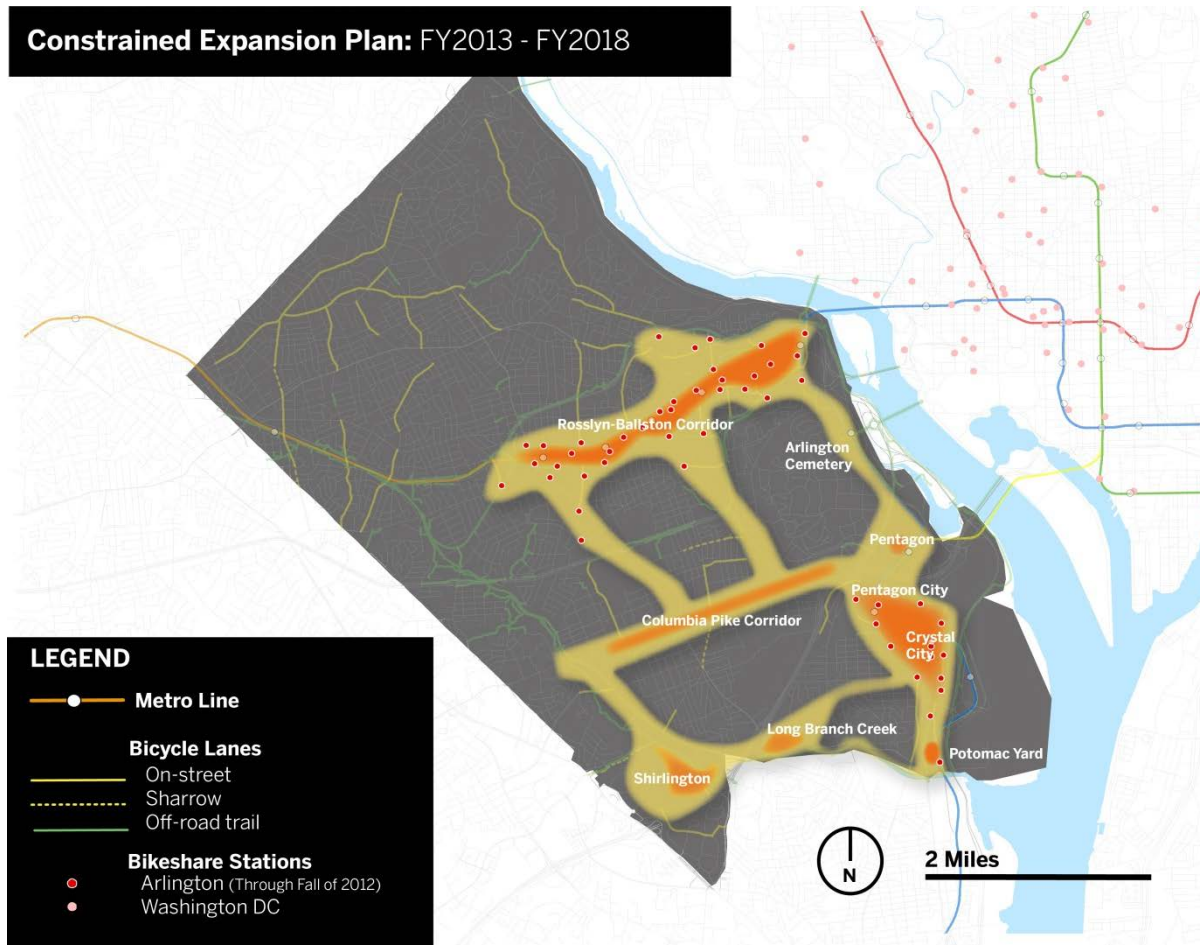 Constrained Expansion Plan: FY2013 - FY2018
Rosslyn-Ballston Corridor
Arlington
Cemetery
Pentagon
Pentagon City
Columbia Pike Corridor
Crystal
City
Long Branch Creek
Potomac Yard
Shirlington
LEGEND
Metro Line
Bicycle Lanes
On-street
Sharrow
Off-road trail
Bikeshare Stations
Arlington (Through Fall of 2012)
Washington DC
N
2 Miles